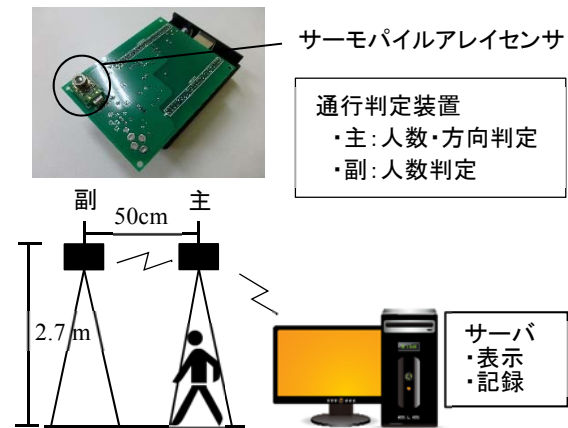 サーモパイルアレイセンサ
通行判定装置
・主：人数・方向判定
・副：人数判定
副
主
50cm
2.7 m
サーバ
・表示
・記録